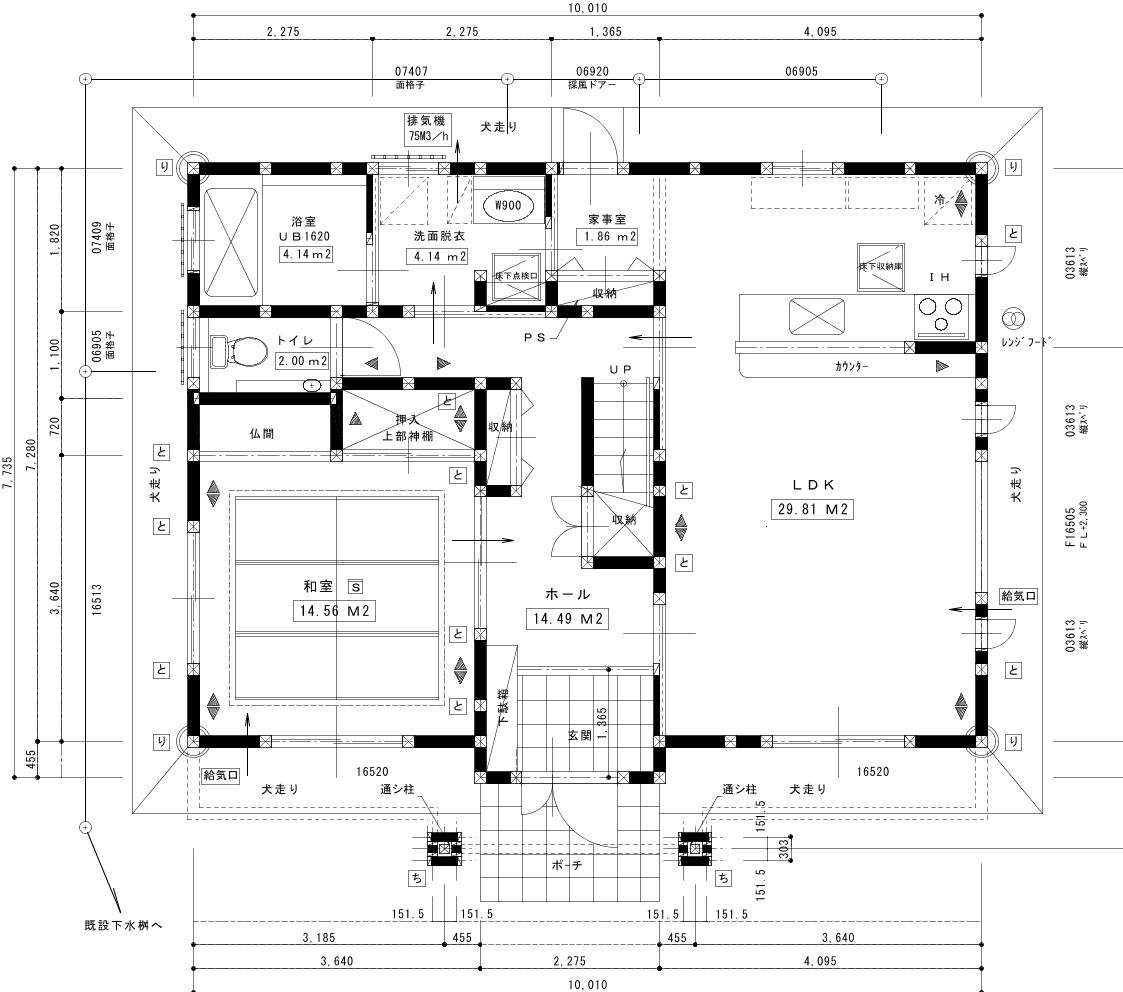 10,010
2,275
2,275
1,365
4,095
07407
面格子
06920
採風ドアー
06905
排気機
75M3/h
犬走り
り
り
浴室
UB1620
4.14 m2
洗面脱衣
4.14 m2
W900
家事室
1.86 m2
冷
と
床下点検口
収納
床下収納庫
IH
レンジフード
PS
トイレ
2.00 m2
UP
カウンター
押入
上部神棚
と
仏間
収納
と
と
と
と
と
LDK
29.81 M2
収納
和室
S
14.56 M2
ホール
14.49 M2
給気口
と
と
と
と
下駄箱
玄関
1,365
り
り
給気口
16520
16520
犬走り
犬走り
通シ柱
通シ柱
ポーチ
ち
ち
既設下水桝へ
1,820
1,100
720
3,640
7,280
7,735
455
07409
面格子
06905
面格子
犬走り
16513
03613
縦スベリ
03613
縦スベリ
犬走り
F16505
FL+2,300
03613
縦スベリ
151.5
303
151.5
151.5
151.5
151.5
151.5
3,185
455
455
3,640
3,640
2,275
4,095
10,010